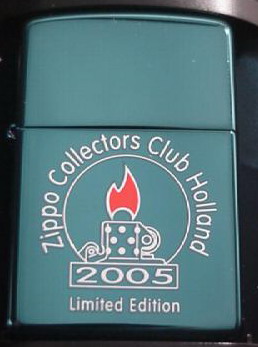 Zippo Collectors Club Holland
2005
Limited Edition